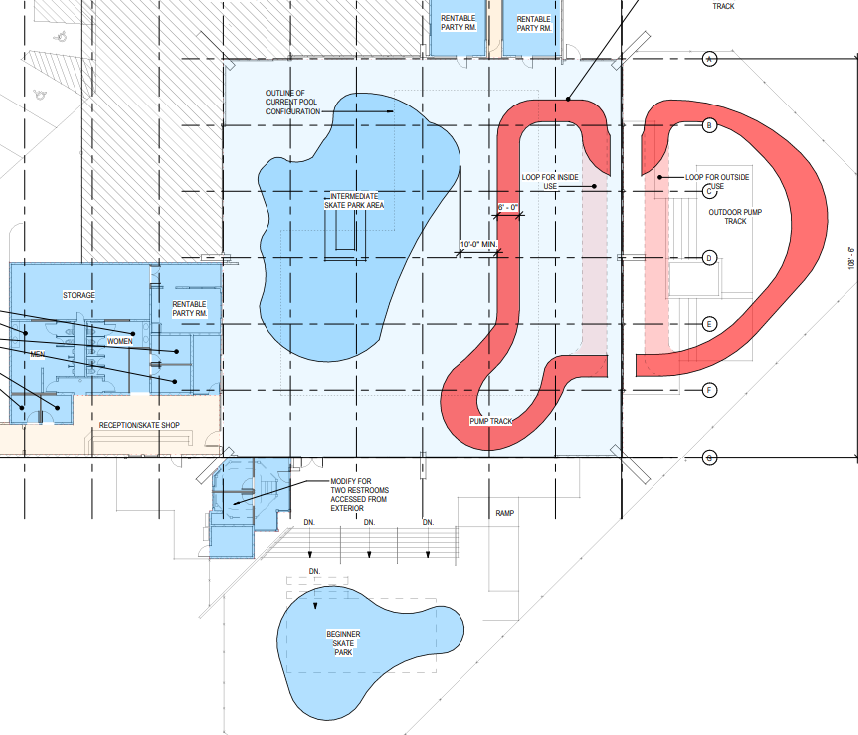 TRACK
RENTABLE
PARTY RM.
RENTABLE
PARTY RM.
A
OUTLINE OF
CURRENT POOL
CONFIGURATION
B
LOOP FOR INSIDE
USE
LOOP FOR OUTSIDE
USE
C
INTERMEDIATE
SKATE PARK AREA
6' - 0"
OUTDOOR PUMP
TRACK
10'-0" MIN.
D
108' - 6"
STORAGE
RENTABLE
PARTY RM.
E
WOMEN
MEN
F
RECEPTION/SKATE SHOP
PUMP TRACK
G
MODIFY FOR
TWO RESTROOMS
ACCESSED FROM
EXTERIOR
RAMP
DN.
DN.
DN.
DN.
BEGINNER
SKATE
PARK